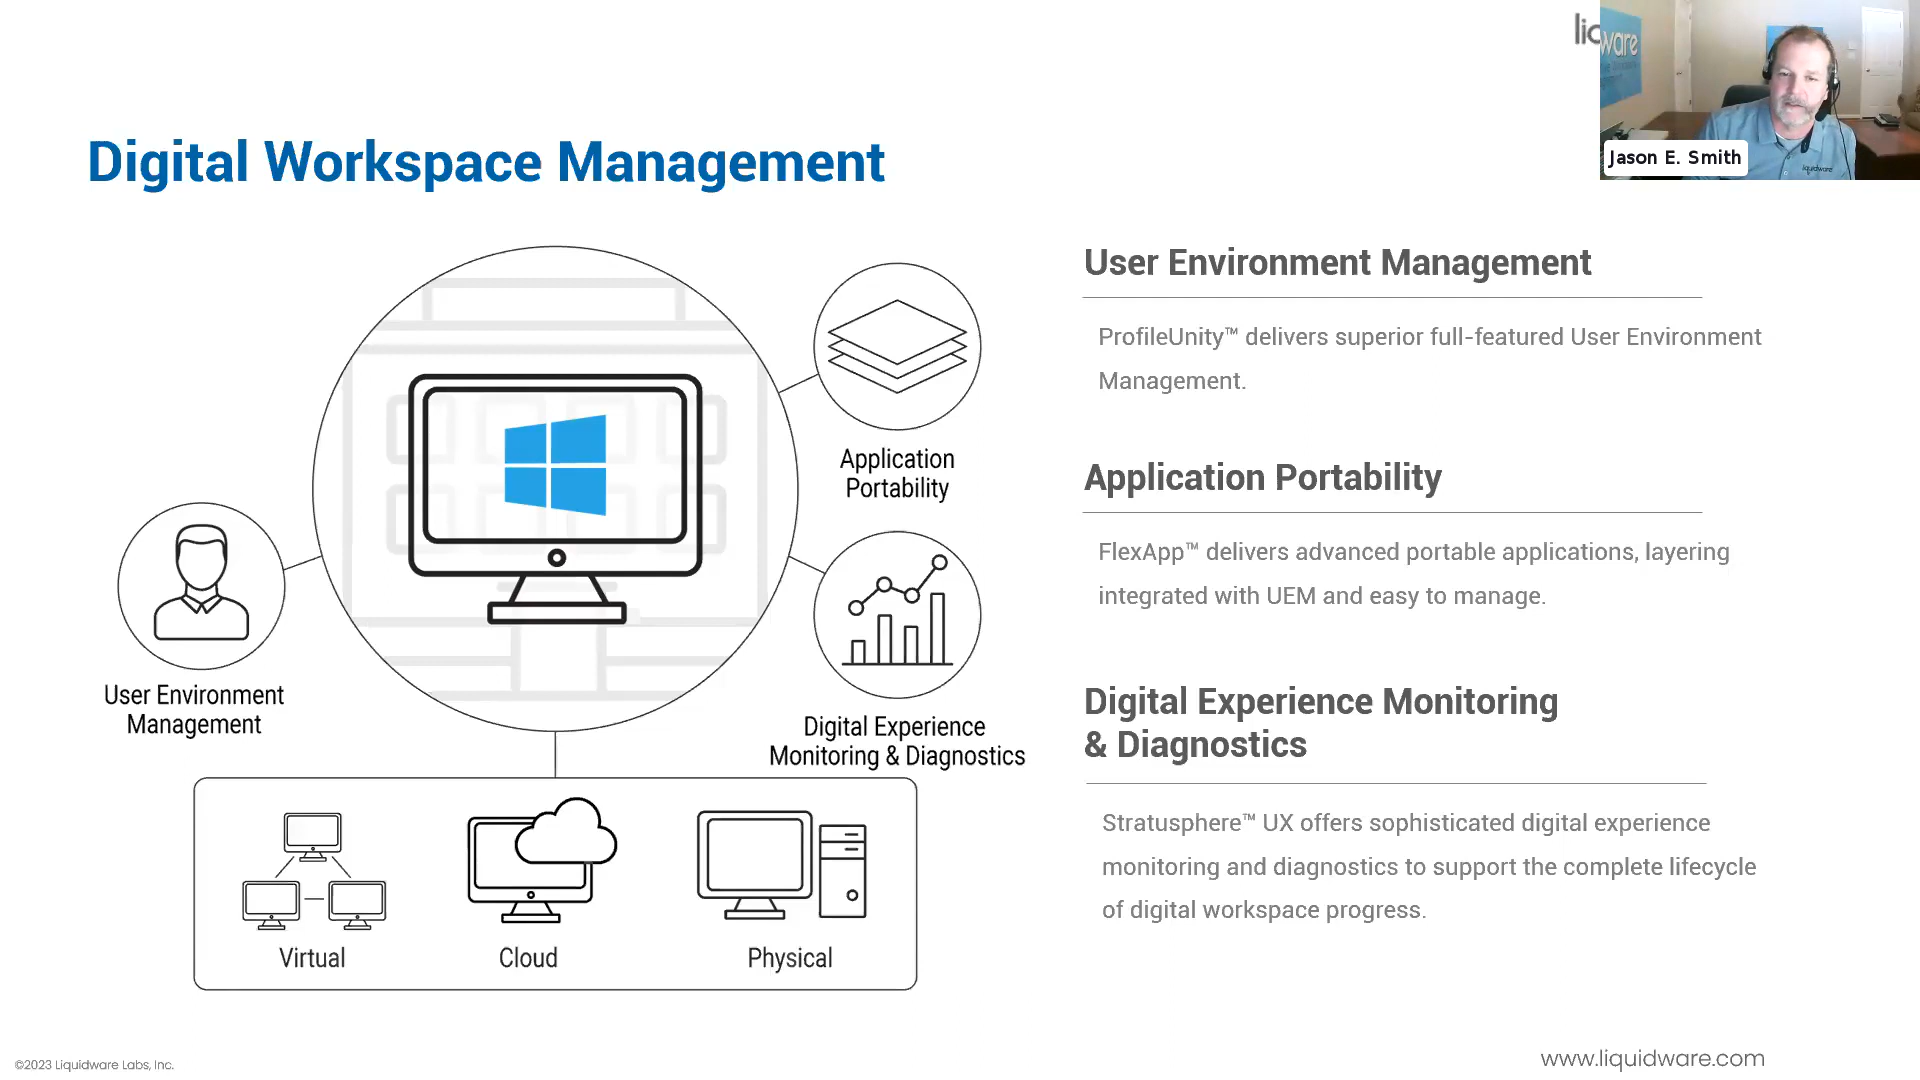 ware
Jason E. Smith
liquidware
Digital Workspace Management
Application
Portability
User Environment
Management
Digital Experience
Monitoring & Diagnostics
Virtual
Cloud
Physical
User Environment Management
ProfileUnity™ delivers superior full-featured User Environment
Management.
Application Portability
FlexApp™ delivers advanced portable applications, layering
integrated with UEM and easy to manage.
Digital Experience Monitoring
& Diagnostics
Stratusphere™ UX offers sophisticated digital experience
monitoring and diagnostics to support the complete lifecycle
of digital workspace progress.
©2023 Liquidware Labs, Inc.
www.liquidware.com